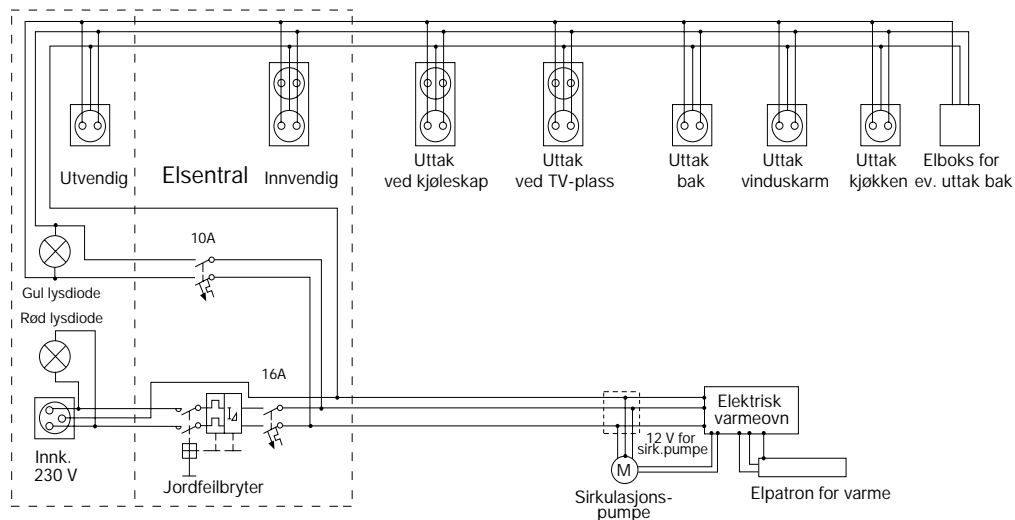 Utvendig
Elsentral
Innvendig
Uttak
ved kjøleskap
Uttak
ved TV-plass
Uttak
bak
Uttak
vinduskarm
Uttak
kjøkken
Elboks for
ev. uttak bak
10A
Gul lysdiode
Rød lysdiode
16A
I
Innk.
230 V
Jordfeilbryter
Elektrisk
varmeovn
12 V for
sirk.pumpe
M
Sirkulasjons-
pumpe
Elpatron for varme